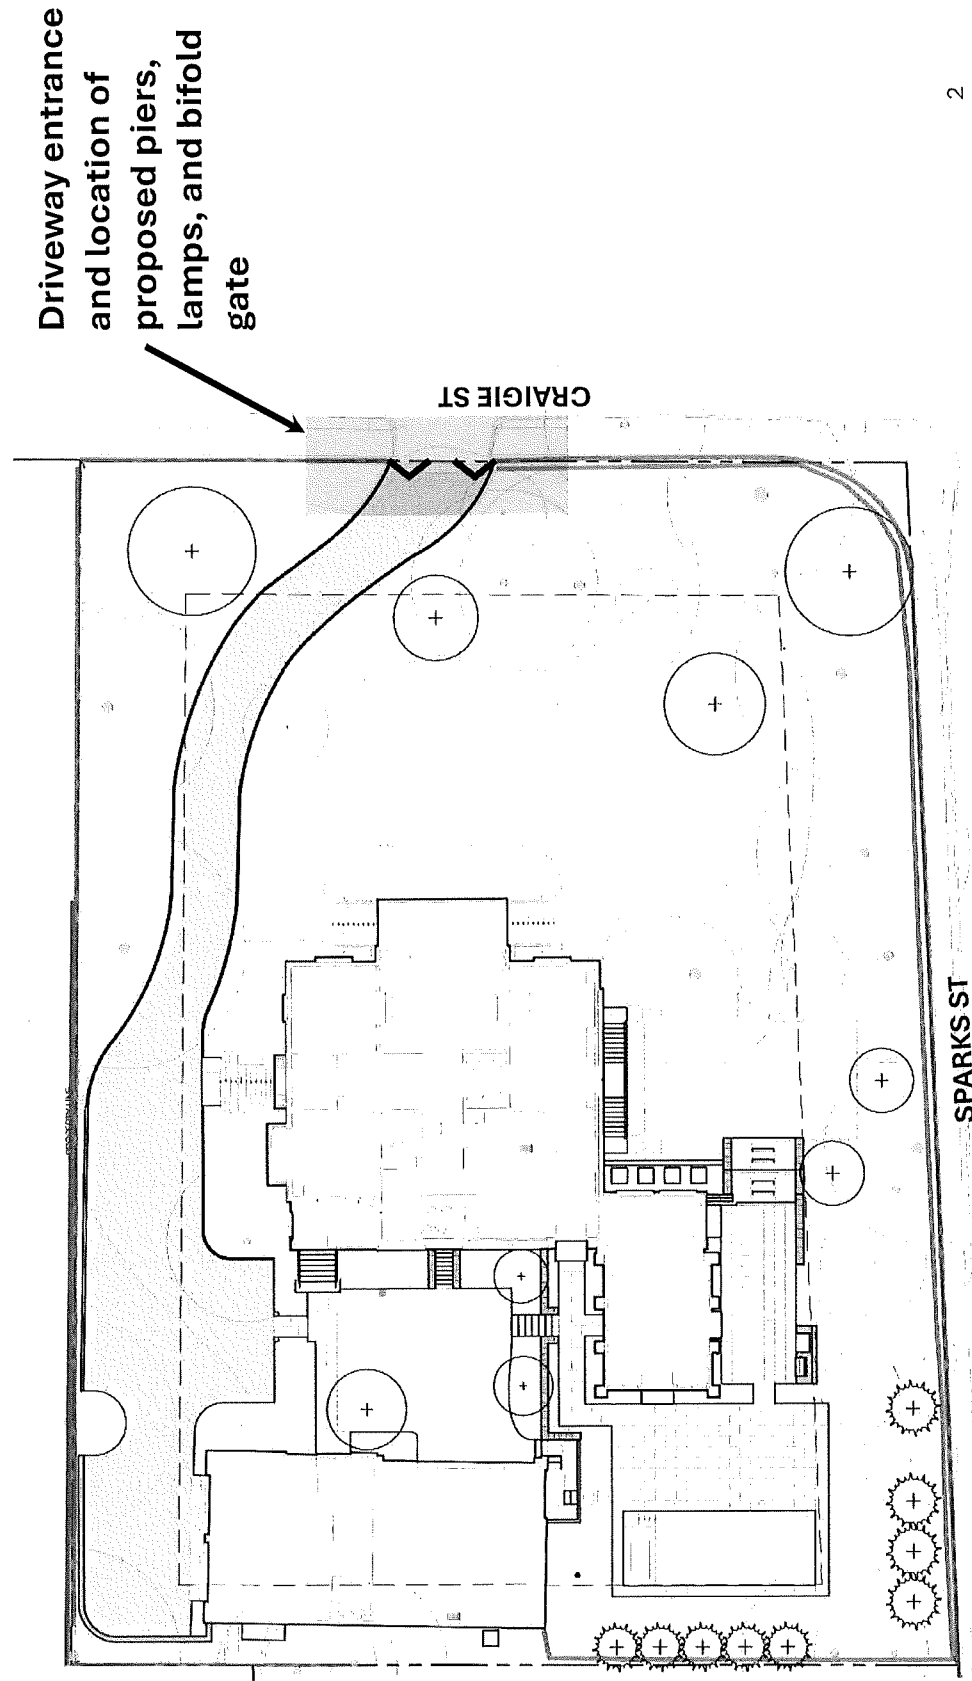 Driveway entrance
and location of
proposed piers,
lamps, and bifold
gate
CRAIGIE ST
SPARKS ST
2